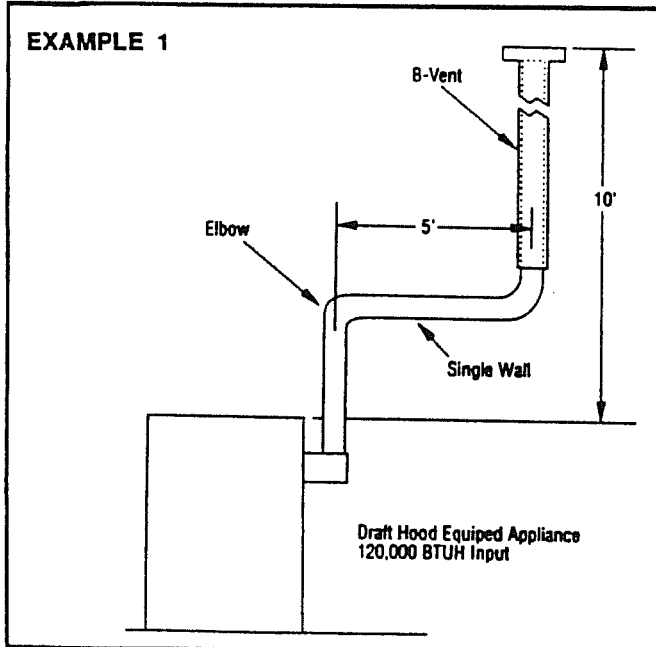 EXAMPLE 1
B-Vent
10'
5'
Elbow
Single Wall
Draft Hood Equiped Appliance
120,000 BTUH Input